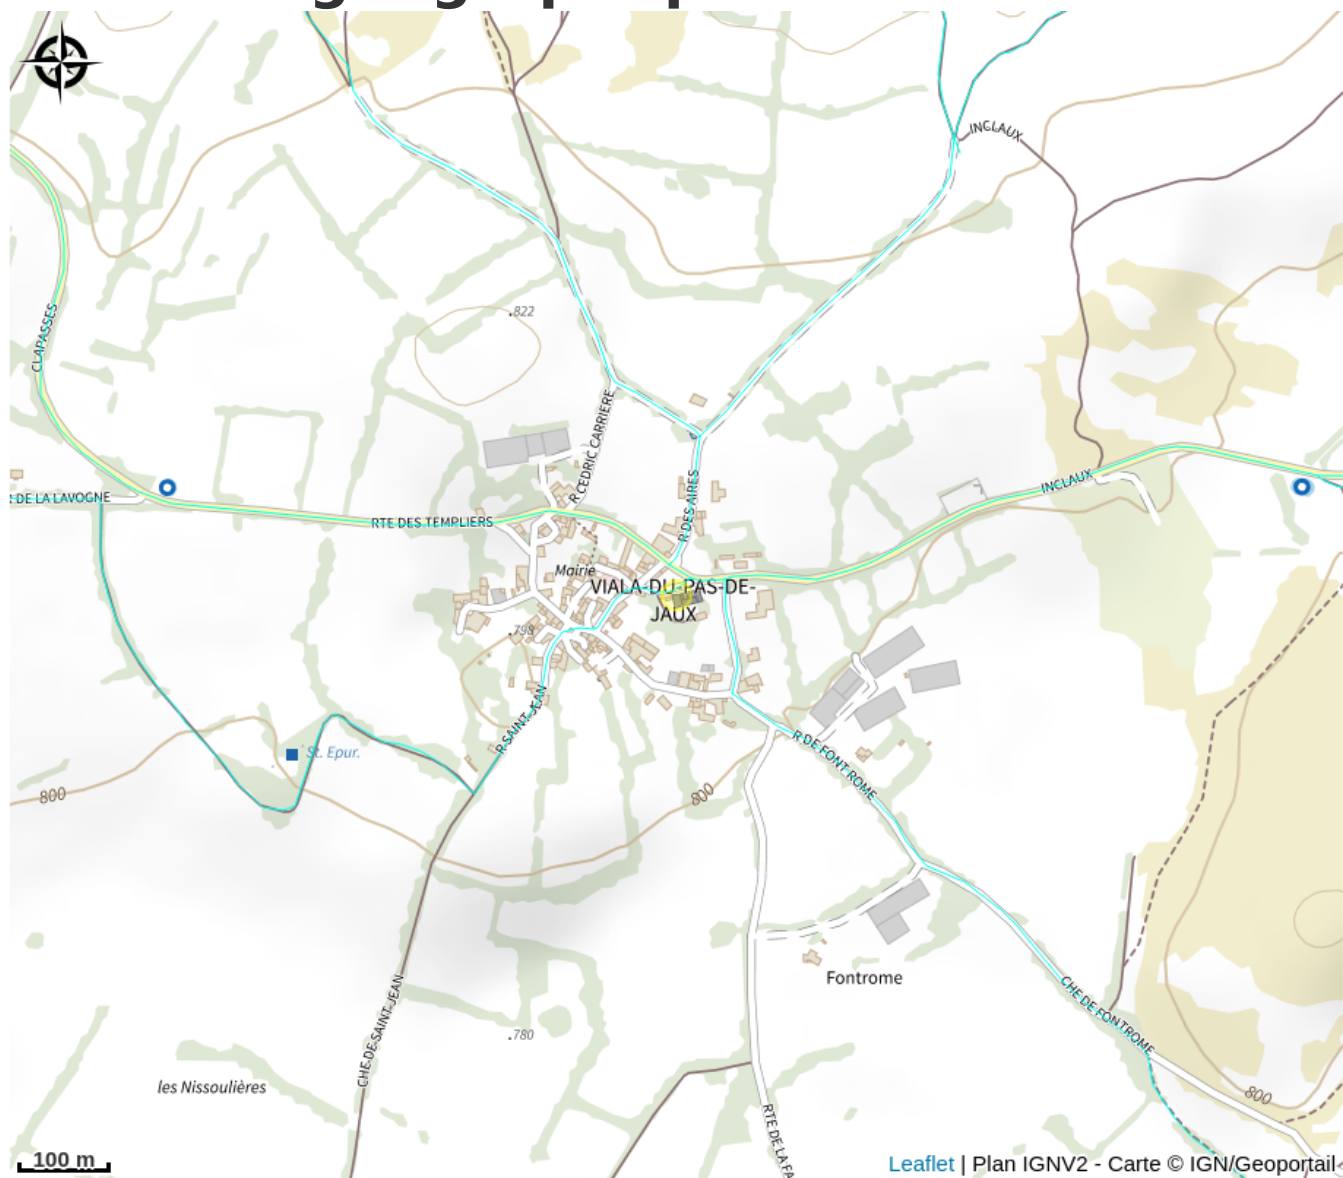 INCLAUX
.822
CLAPASSES
R CEDRIC CARRIERE
R DES AIRES
INCLAUX
DE LA LAVOGNE
RTE DES TEMPLIERS
Mairie
VIALA-DU-PAS-DE-
JAUX
.798
R SAINT-JEAN
St. Epur.
R DE FONT ROME
800
800
Fontrome
CHE DE SAINT-JEAN
CHE DE FONTROME
.780
les Nissoulières
800
RTE DE LA FA
100 m
Leaflet | Plan IGNV2 - Carte © IGN/Geoportail